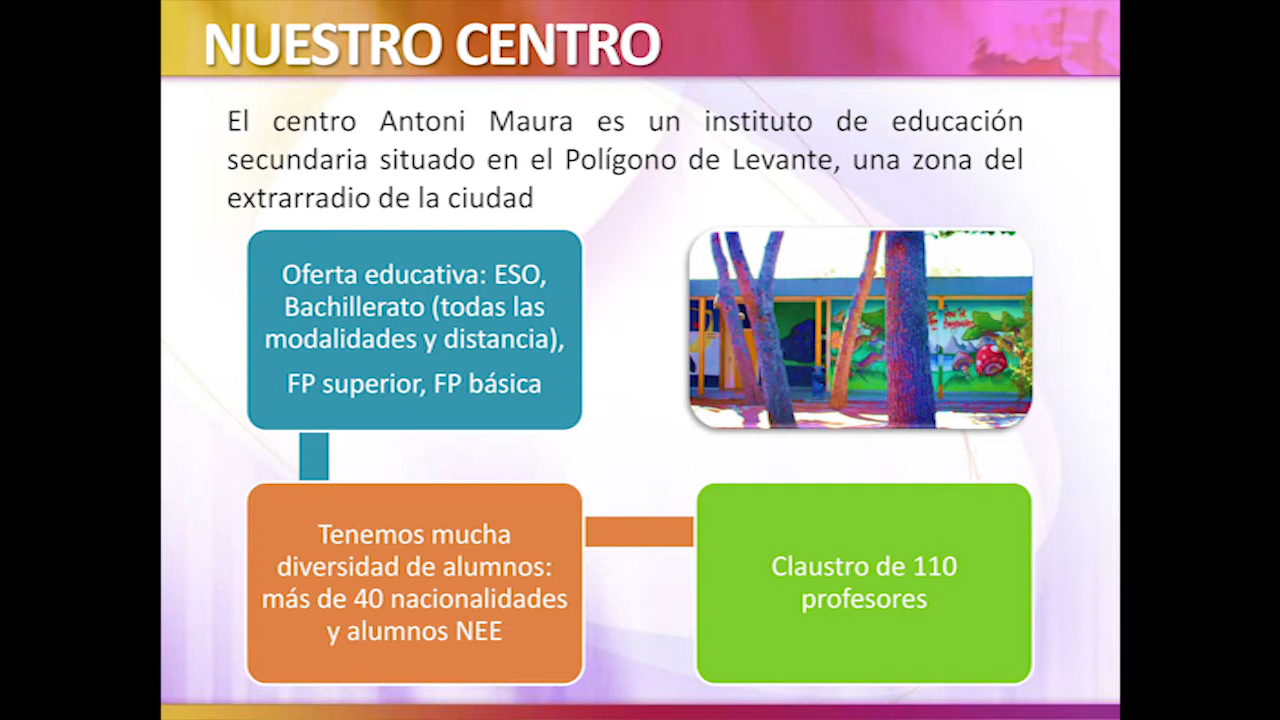 NUESTRO CENTRO
El centro Antoni Maura es un instituto de educación
secundaria situado en el Polígono de Levante, una zona del
extrarradio de la ciudad
Oferta educativa: ESO,
Bachillerato (todas las
modalidades y distancia),
FP superior, FP básica
Tenemos mucha
diversidad de alumnos:
más de 40 nacionalidades
y alumnos NEE
Claustro de 110
profesores